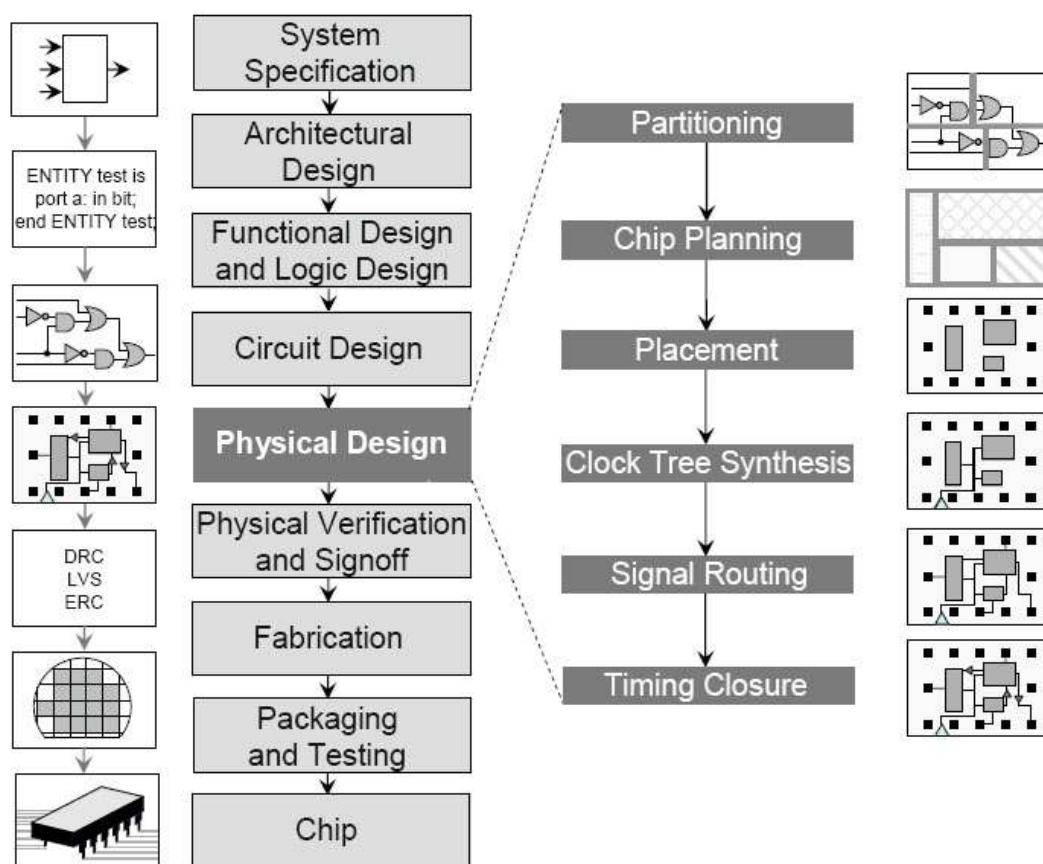 ENTITY test is
port a: in bit;
end ENTITY test;
DRC
LVS
ERC
System
Specification
Architectural
Design
Functional Design
and Logic Design
Circuit Design
Physical Design
Physical Verification
and Signoff
Fabrication
Packaging
and Testing
Chip
Partitioning
Chip Planning
Placement
Clock Tree Synthesis
Signal Routing
Timing Closure